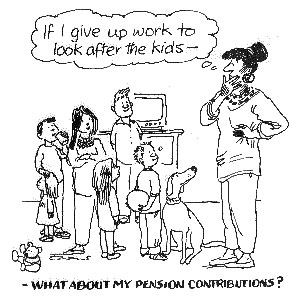 If I give up work to
look after the kids—
- WHAT ABOUT MY PENSION CONTRIBUTIONS?